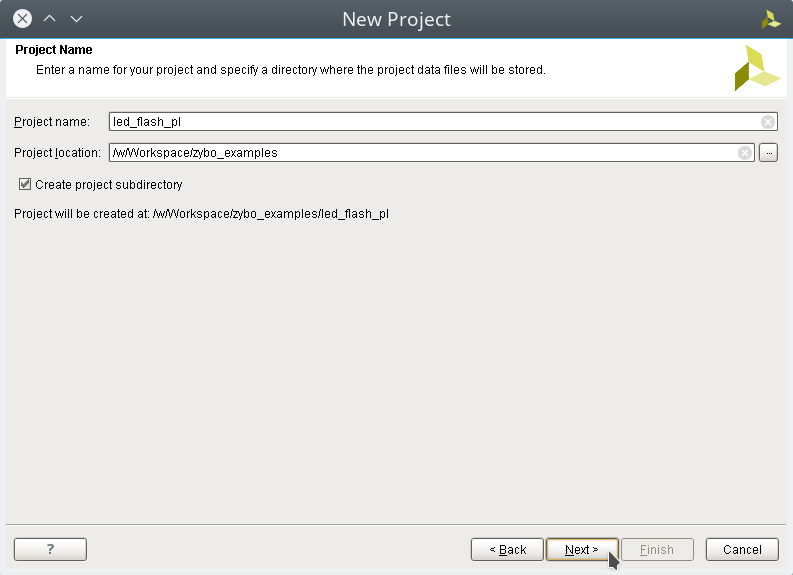 New Project
Project Name
Enter a name for your project and specify a directory where the project data files will be stored.
Project name: led_flash_pl
Project location: /w/Workspace/zybo_examples ...
Create project subdirectory
Project will be created at: /w/Workspace/zybo_examples/led_flash_pl
? < Back Next > Finish Cancel